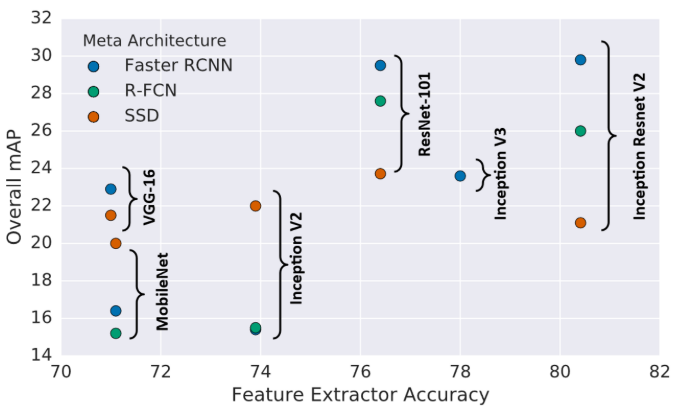 Meta Architecture
Faster RCNN
R-FCN
SSD
32
30
28
26
24
22
20
18
16
14
Overall mAP
VGG-16
MobileNet
Inception V2
ResNet-101
Inception V3
Inception Resnet V2
70
72
74
76
78
80
82
Feature Extractor Accuracy